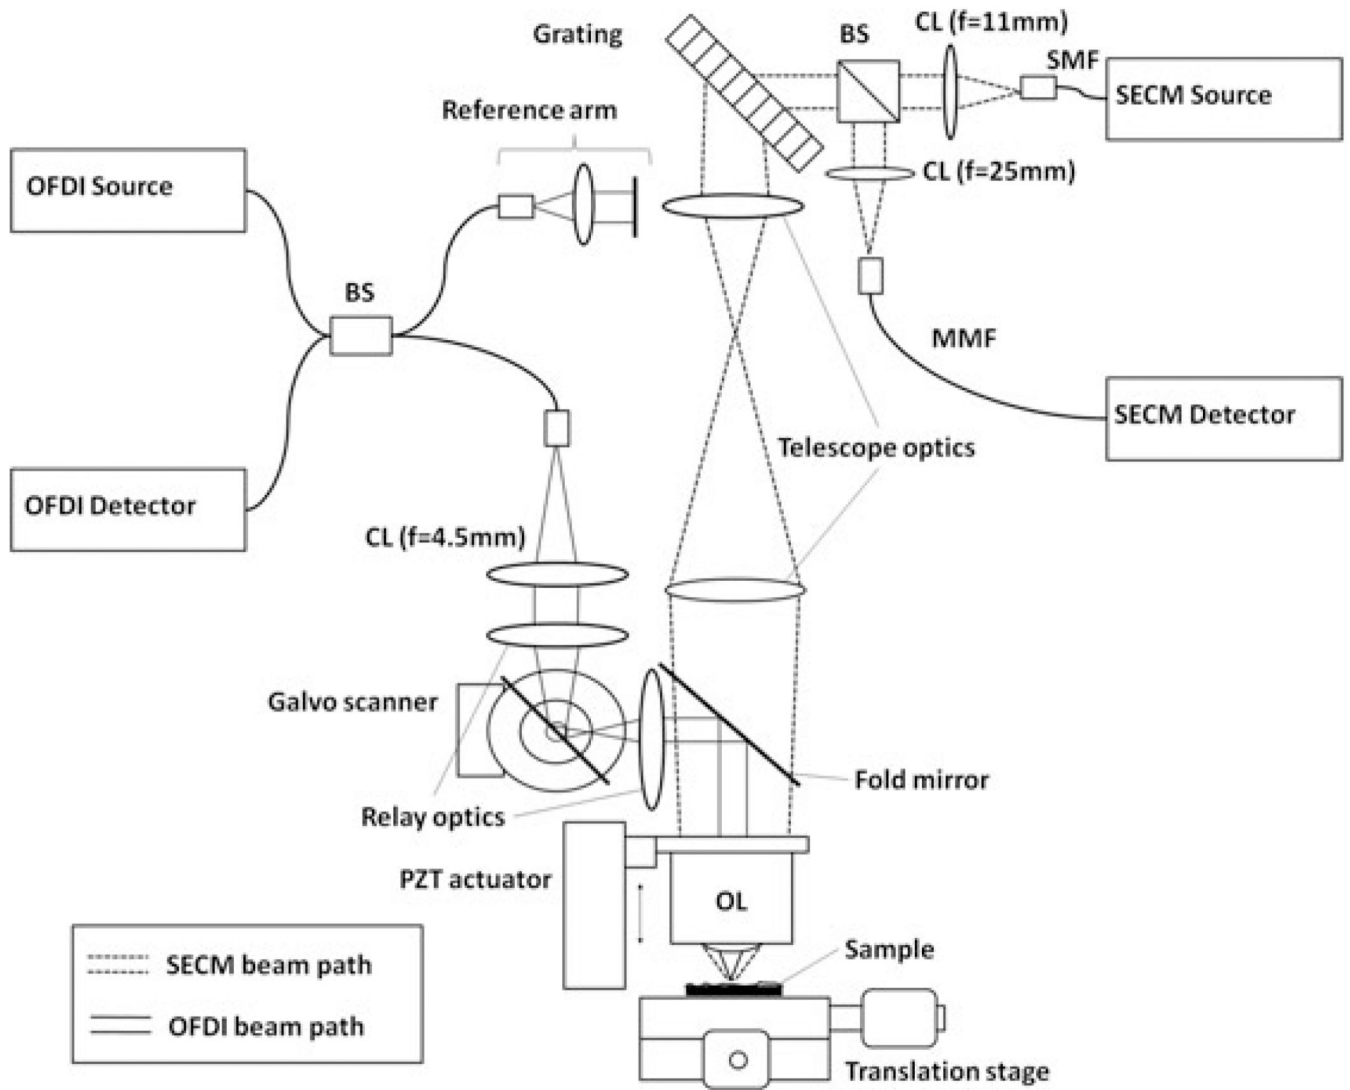 CL (f=11mm)
Grating
BS
SMF
SECM Source
Reference arm
OFDI Source
CL (f=25mm)
BS
MMF
SECM Detector
Telescope optics
OFDI Detector
CL (f=4.5mm)
Galvo scanner
Fold mirror
Relay optics
PZT actuator
OL
Sample
SECM beam path
OFDI beam path
Translation stage